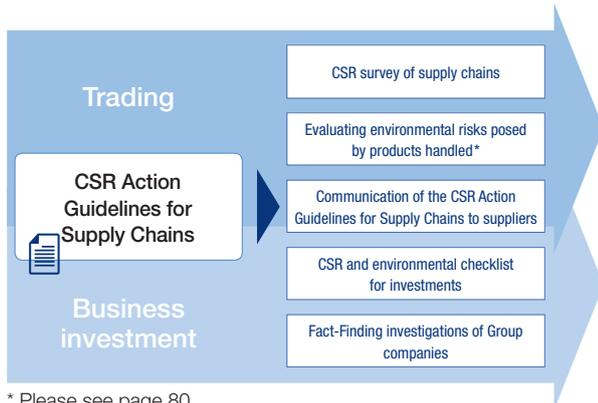 Trading
CSR Action
Guidelines for
Supply Chains
Business
investment
CSR survey of supply chains
Evaluating environmental risks posed
by products handled*
Communication of the CSR Action
Guidelines for Supply Chains to suppliers
CSR and environmental checklist
for investments
Fact-Finding investigations of Group
companies
* Please see page 80